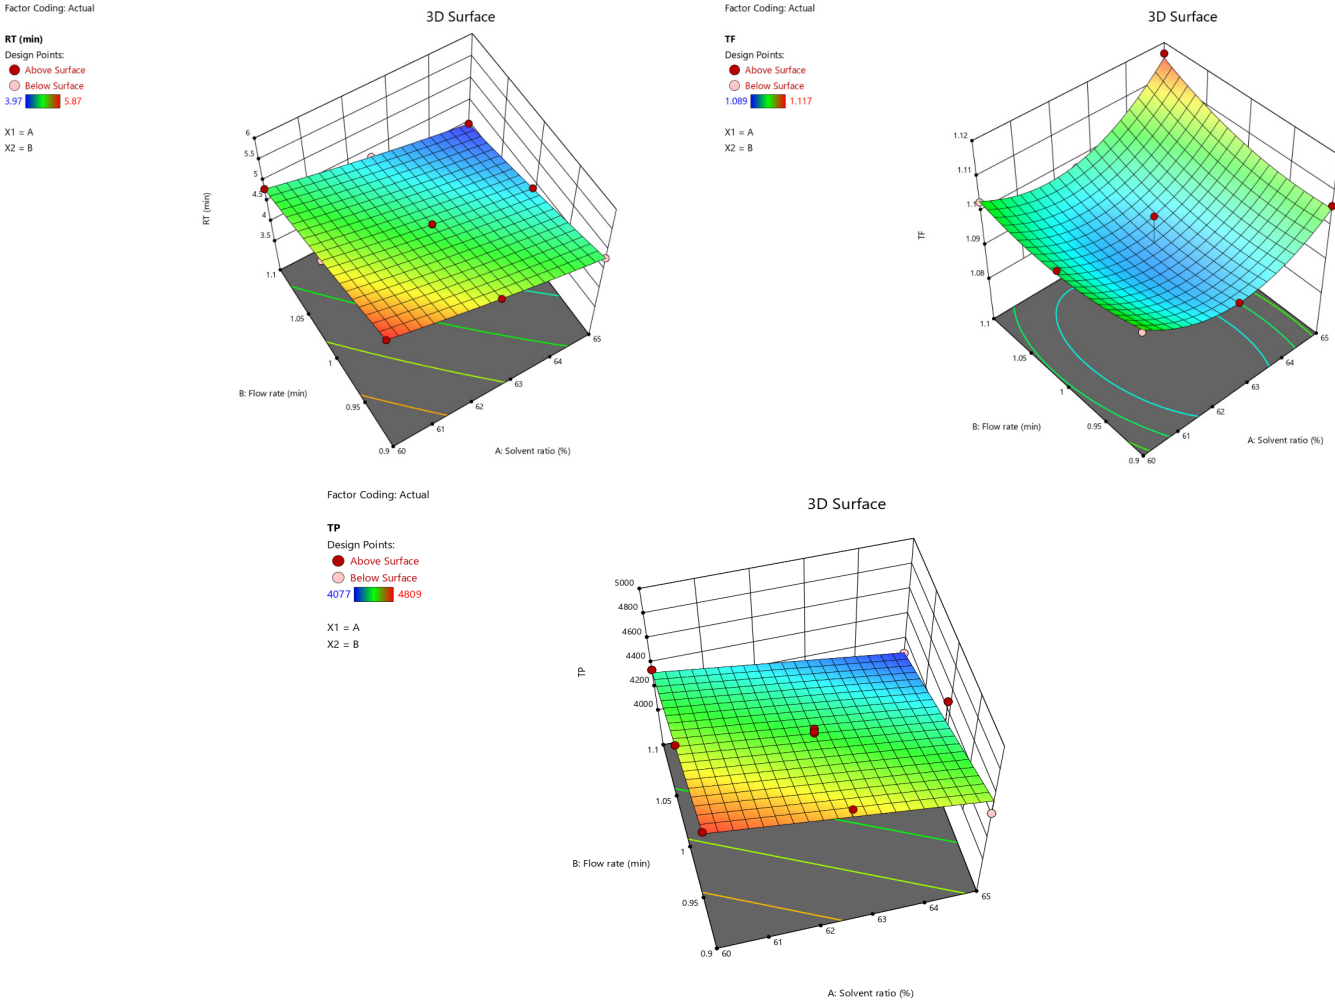 Factor Coding: Actual
3D Surface
RT (min)
Design Points:
Above Surface
Below Surface
3.97 5.87
X1 = A
X2 = B
6
5.5
5
4.5
4
3.5
RT (min)
1.1
1.05
1
0.95
0.9
B: Flow rate (min)
60
61
62
63
64
65
A: Solvent ratio (%)
Factor Coding: Actual
3D Surface
TF
Design Points:
Above Surface
Below Surface
1.089 1.117
X1 = A
X2 = B
1.12
1.11
1.1
1.09
1.08
TF
1.1
1.05
1
0.95
0.9
B: Flow rate (min)
60
61
62
63
64
65
A: Solvent ratio (%)
Factor Coding: Actual
3D Surface
TP
Design Points:
Above Surface
Below Surface
4077 4809
X1 = A
X2 = B
5000
4800
4600
4400
4200
4000
TP
1.1
1.05
1
0.95
0.9
B: Flow rate (min)
60
61
62
63
64
65
A: Solvent ratio (%)